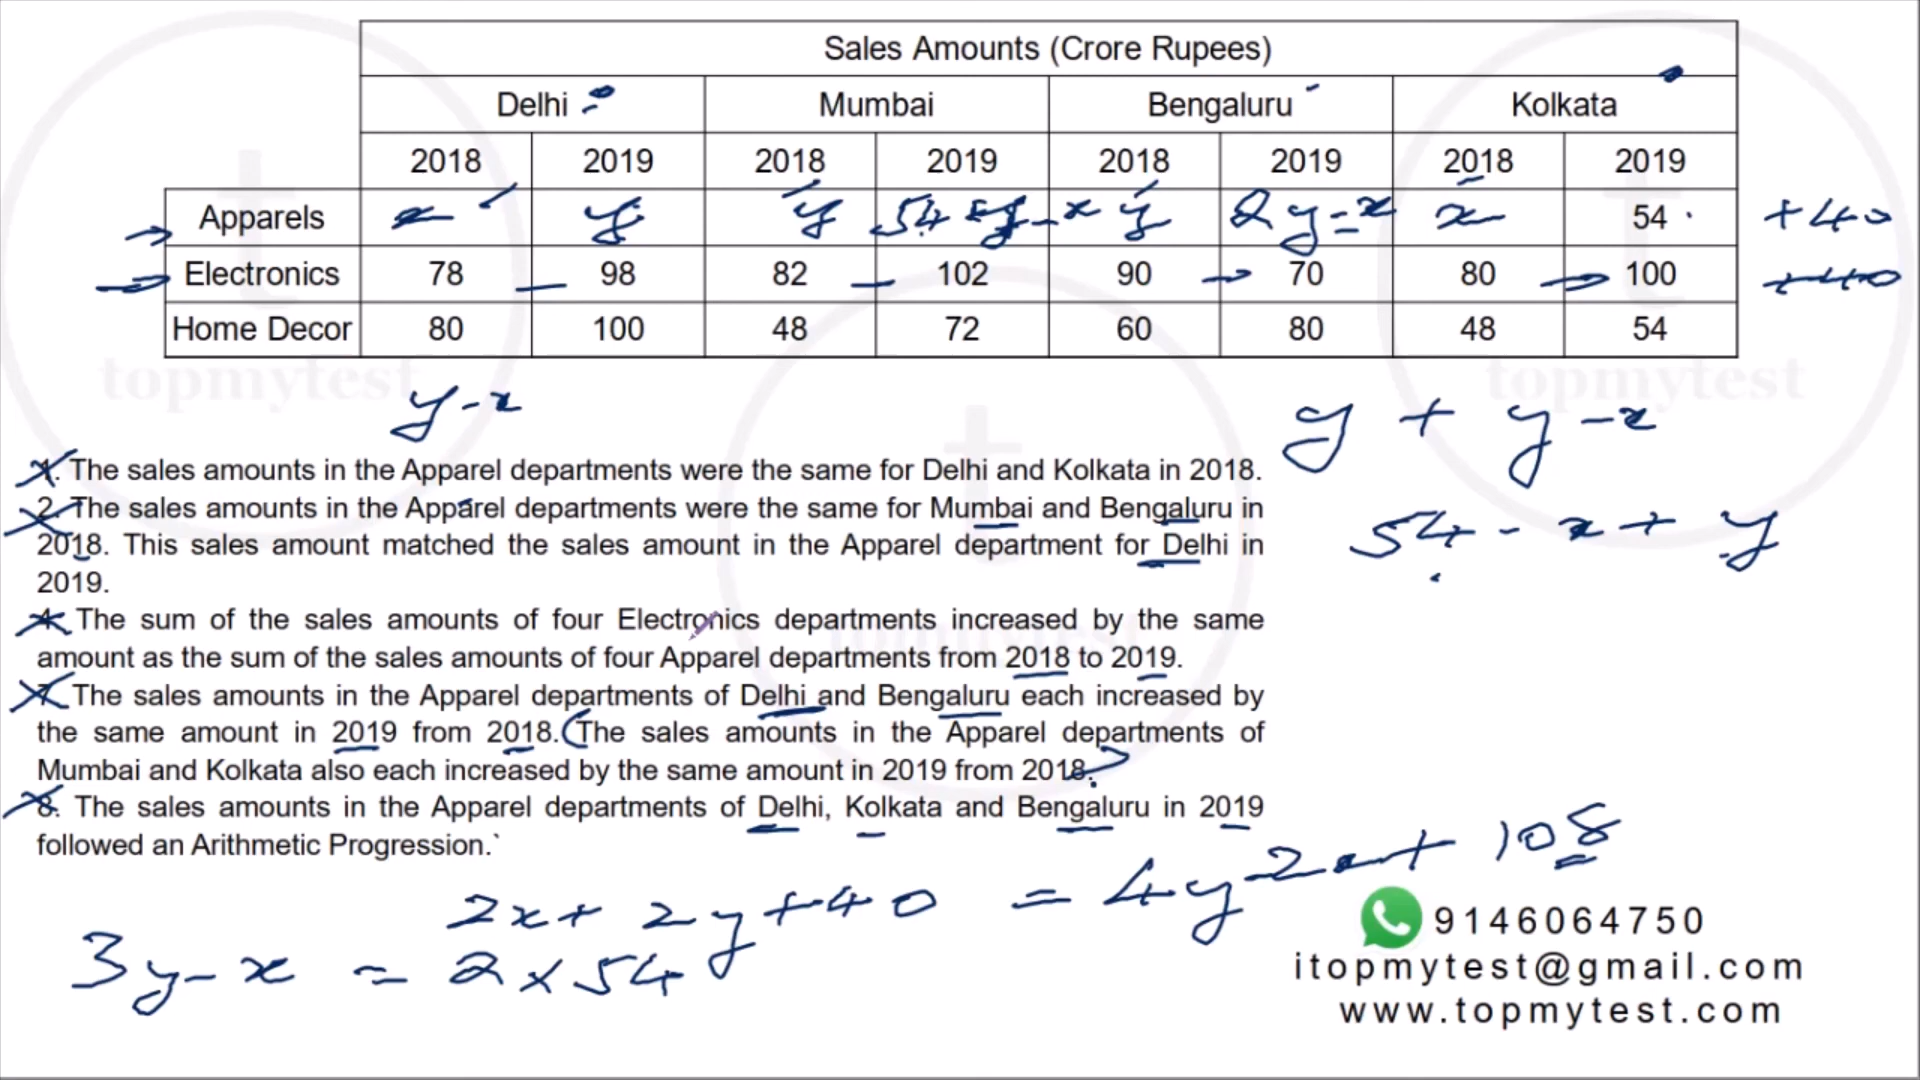 Sales Amounts (Crore Rupees)
Delhi Mumbai Bengaluru Kolkata
2018 2019 2018 2019 2018 2019 2018 2019
Apparels x y y 54 + y - x y 2y - x x 54 +40
Electronics 78 98 82 102 90 70 80 100 +40
Home Decor 80 100 48 72 60 80 48 54
topmytest topmytest
y - x
y + y - x
1. The sales amounts in the Apparel departments were the same for Delhi and Kolkata in 2018.
2. The sales amounts in the Apparel departments were the same for Mumbai and Bengaluru in
2018. This sales amount matched the sales amount in the Apparel department for Delhi in
2019.
54 - x + y
4. The sum of the sales amounts of four Electronics departments increased by the same
amount as the sum of the sales amounts of four Apparel departments from 2018 to 2019.
7. The sales amounts in the Apparel departments of Delhi and Bengaluru each increased by
the same amount in 2019 from 2018. (The sales amounts in the Apparel departments of
Mumbai and Kolkata also each increased by the same amount in 2019 from 2018.)
8. The sales amounts in the Apparel departments of Delhi, Kolkata and Bengaluru in 2019
followed an Arithmetic Progression.`
2x + 2y + 40 = 4y - 2x + 108
3y - x = 2 x 54
9146064750
itopmytest@gmail.com
www.topmytest.com